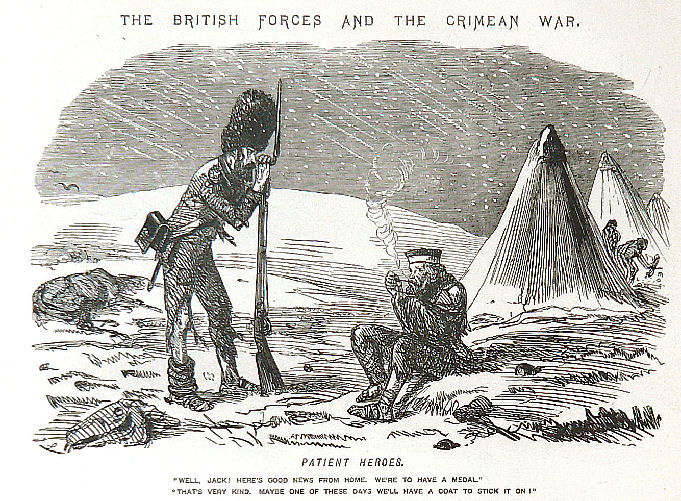 THE BRITISH FORCES AND THE CRIMEAN WAR.
PATIENT HEROES.
"WELL, JACK! HERE'S GOOD NEWS FROM HOME. WE'RE TO HAVE A MEDAL."
"THAT'S VERY KIND. MAYBE ONE OF THESE DAYS WE'LL HAVE A COAT TO STICK IT ON!"